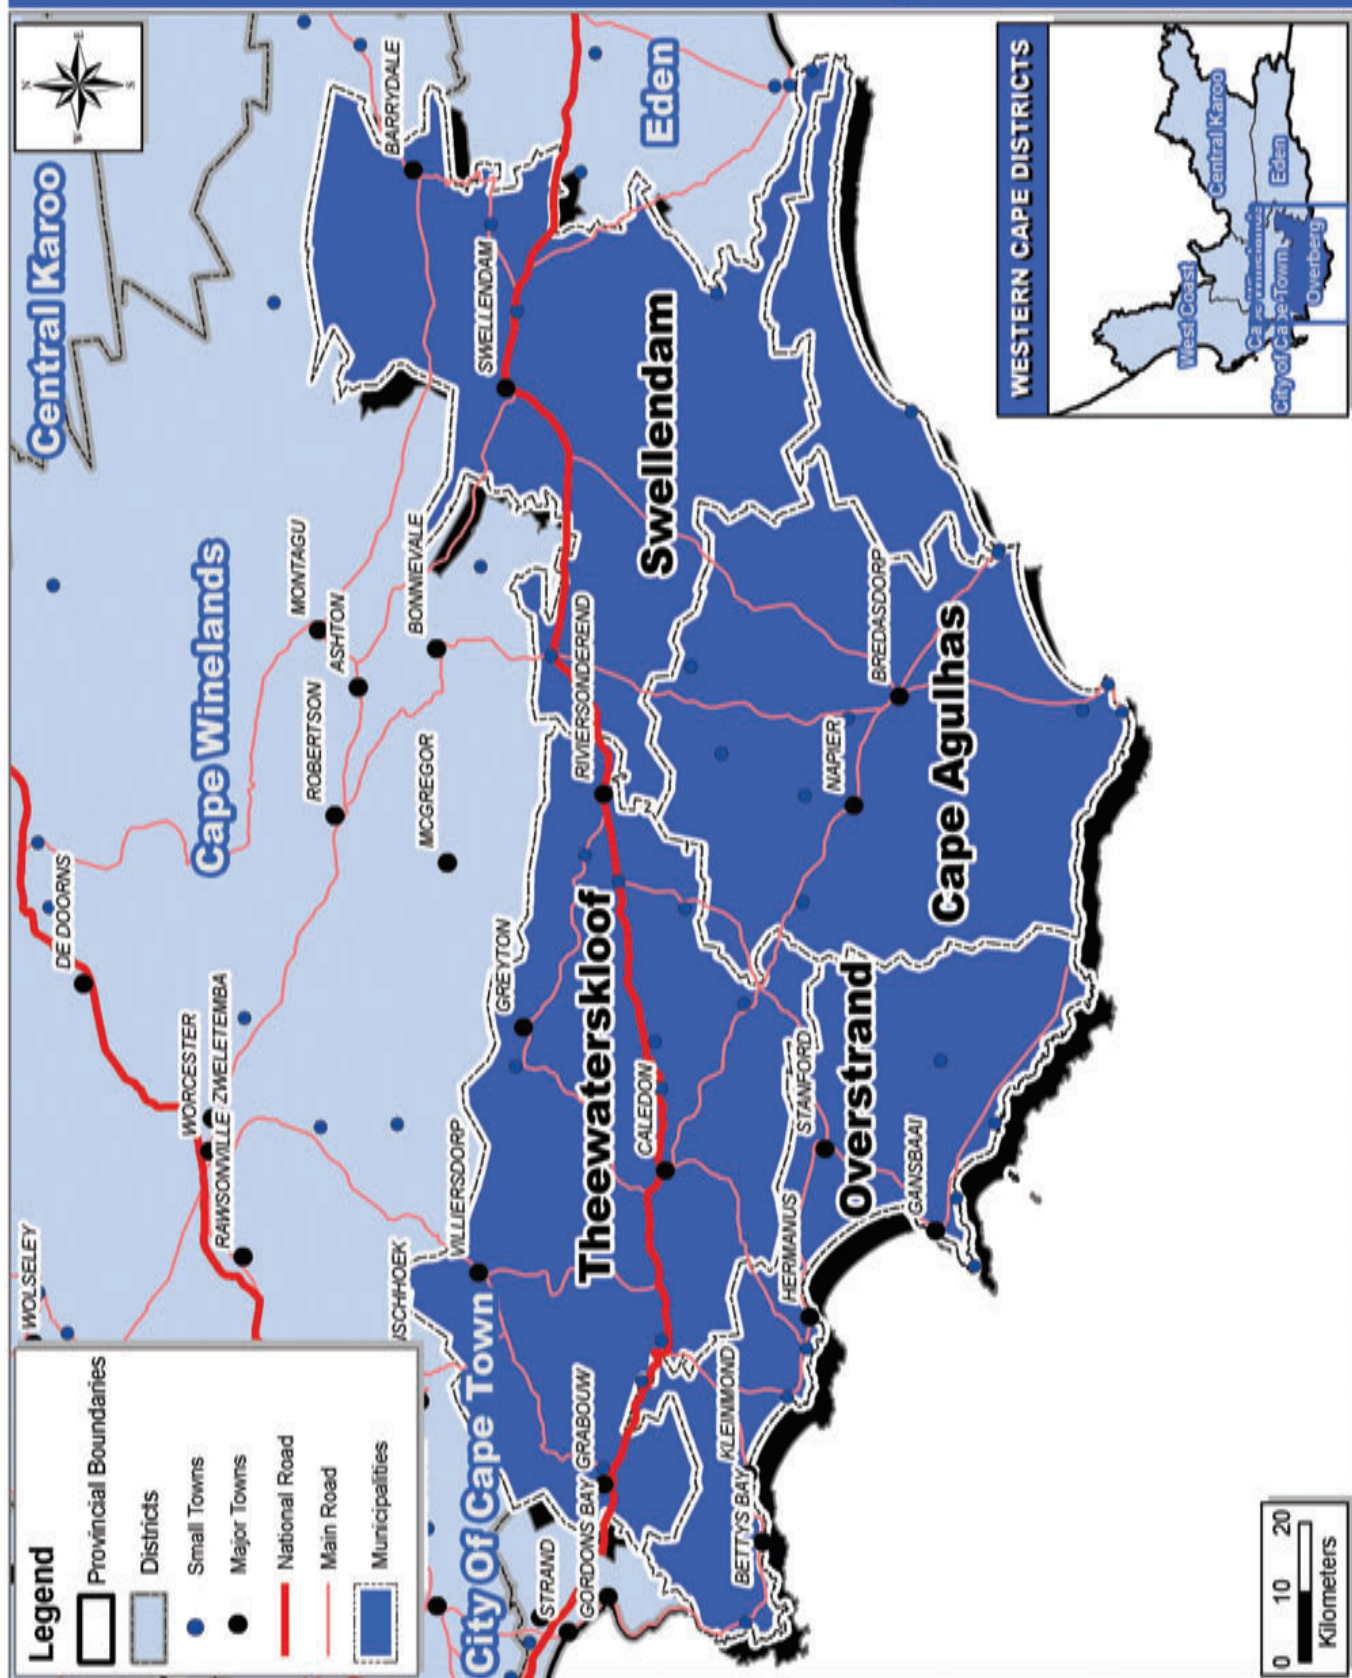 Central Karoo
Cape Winelands
Eden
City Of Cape Town
Theewaterskloof
Swellendam
Overstrand
Cape Agulhas
WOLSELEY
DE DOORNS
WORCESTER
ZWELETEMBA
RAWSONVILLE
MONTAGU
ASHTON
ROBERTSON
BONNIEVALE
MCGREGOR
BARRYDALE
SWELLENDAM
VILLIERSDORP
GREYTON
RIVIERSONDEREND
STRAND
GORDONS BAY
GRABOUW
CALEDON
KLEINMOND
BETTYS BAY
HERMANUS
STANFORD
GANSBAAI
NAPIER
BREDASDORP
Legend
Provincial Boundaries
Districts
Small Towns
Major Towns
National Road
Main Road
Municipalities
N
E
S
W
0 10 20
Kilometers
WESTERN CAPE DISTRICTS
West Coast
Central Karoo
Eden
City of Cape Town
Overberg